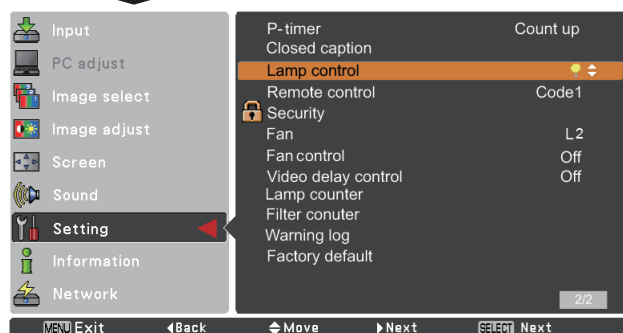 Input
PC adjust
Image select
Image adjust
Screen
Sound
Setting
Information
Network
P-timer Count up
Closed caption
Lamp control
Remote control Code1
Security
Fan L2
Fan control Off
Video delay control Off
Lamp counter
Filter conuter
Warning log
Factory default
2/2
MENU Exit Back Move Next SELECT Next